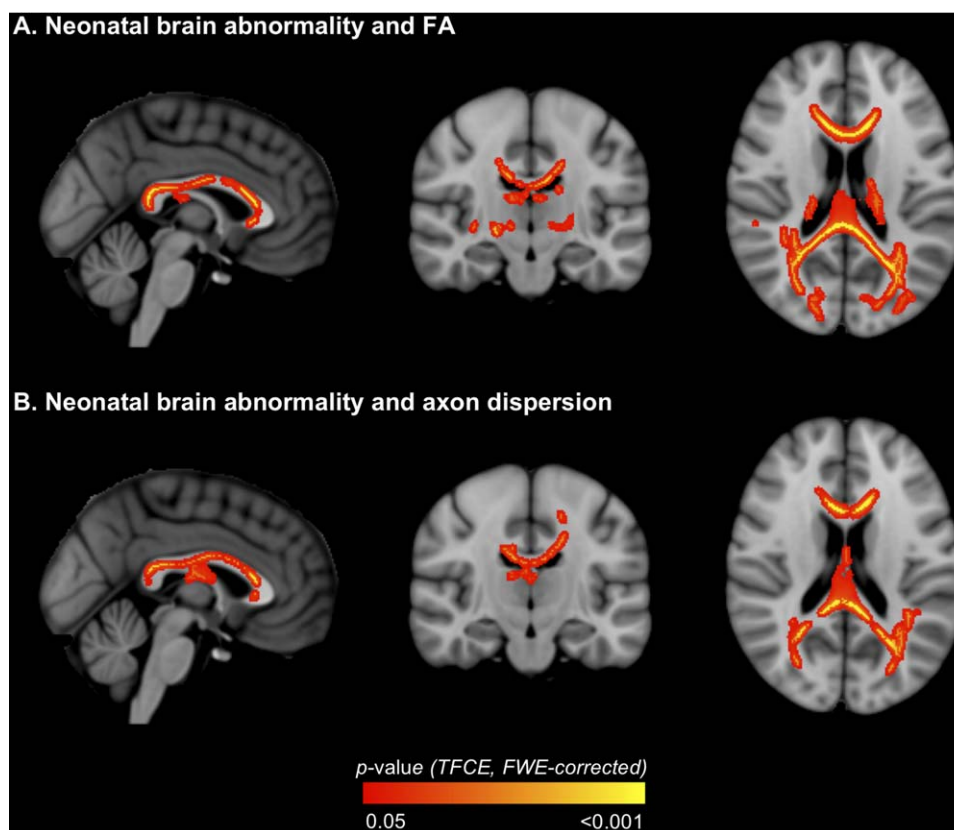 A. Neonatal brain abnormality and FA
B. Neonatal brain abnormality and axon dispersion
p-value (TFCE, FWE-corrected)
0.05 <0.001